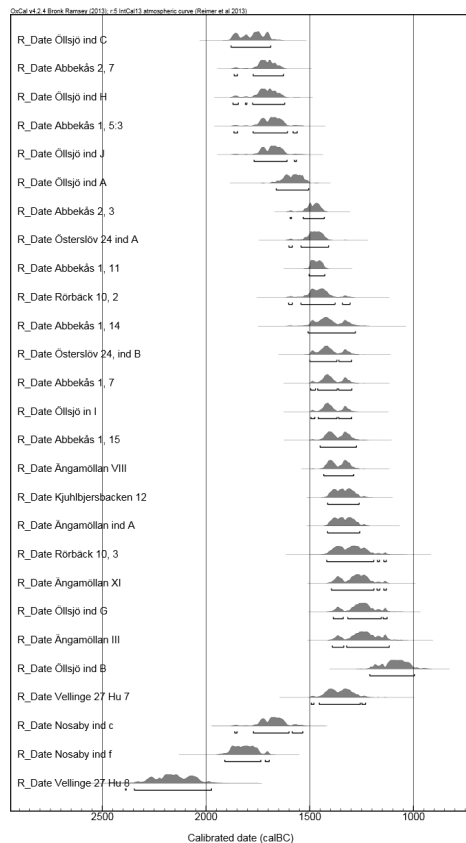 OxCal v4.2.4 Bronk Ramsey (2013); r:5 IntCal13 atmospheric curve (Reimer et al 2013)
R_Date Öllsjö ind C
R_Date Abbekås 2, 7
R_Date Öllsjö ind H
R_Date Abbekås 1, 5:3
R_Date Öllsjö ind J
R_Date Öllsjö ind A
R_Date Abbekås 2, 3
R_Date Österslöv 24 ind A
R_Date Abbekås 1, 11
R_Date Rörbäck 10, 2
R_Date Abbekås 1, 14
R_Date Österslöv 24, ind B
R_Date Abbekås 1, 7
R_Date Öllsjö in I
R_Date Abbekås 1, 15
R_Date Ängamöllan VIII
R_Date Kjuhlbjersbacken 12
R_Date Ängamöllan ind A
R_Date Rörbäck 10, 3
R_Date Ängamöllan XI
R_Date Öllsjö ind G
R_Date Ängamöllan III
R_Date Öllsjö ind B
R_Date Vellinge 27 Hu 7
R_Date Nosaby ind c
R_Date Nosaby ind f
R_Date Vellinge 27 Hu 8
2500 2000 1500 1000
Calibrated date (calBC)